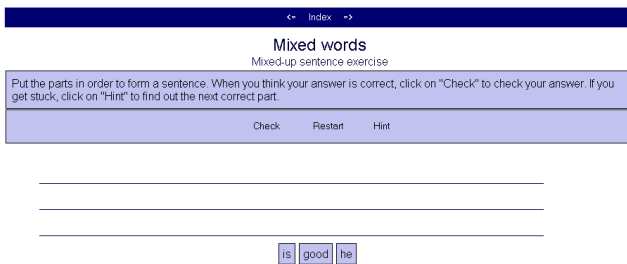 <= Index =>
Mixed words
Mixed-up sentence exercise
Put the parts in order to form a sentence. When you think your answer is correct, click on "Check" to check your answer. If you
get stuck, click on "Hint" to find out the next correct part.
Check Restart Hint
is good he